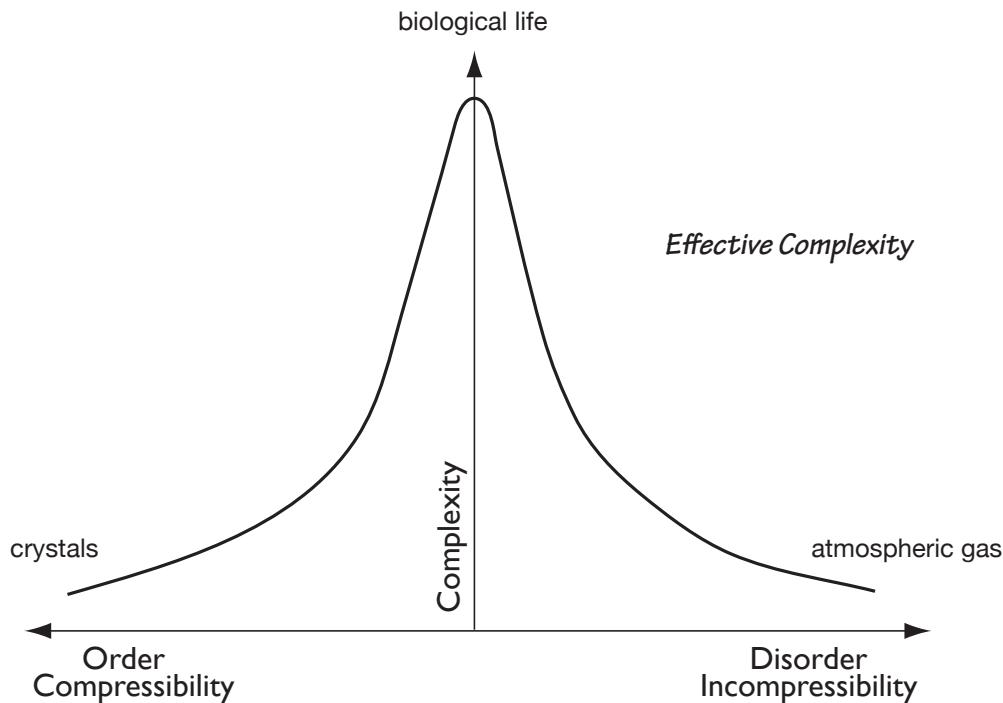 biological life
Effective Complexity
Complexity
crystals
atmospheric gas
Order
Compressibility
Disorder
Incompressibility